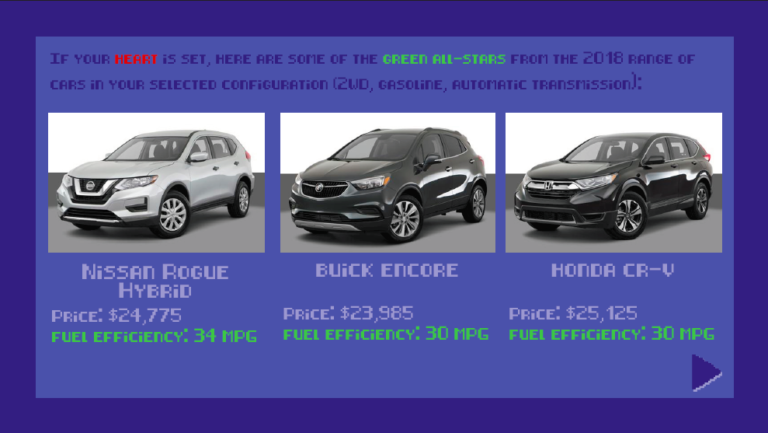 If your heart is set, here are some of the green all-stars from the 2018 range of
cars in your selected configuration (2WD, gasoline, automatic transmission):
Nissan Rogue
Hybrid
Price: $24,775
Fuel efficiency: 34 MPG
Buick Encore
Price: $23,985
Fuel efficiency: 30 MPG
Honda CR-V
Price: $25,125
Fuel efficiency: 30 MPG